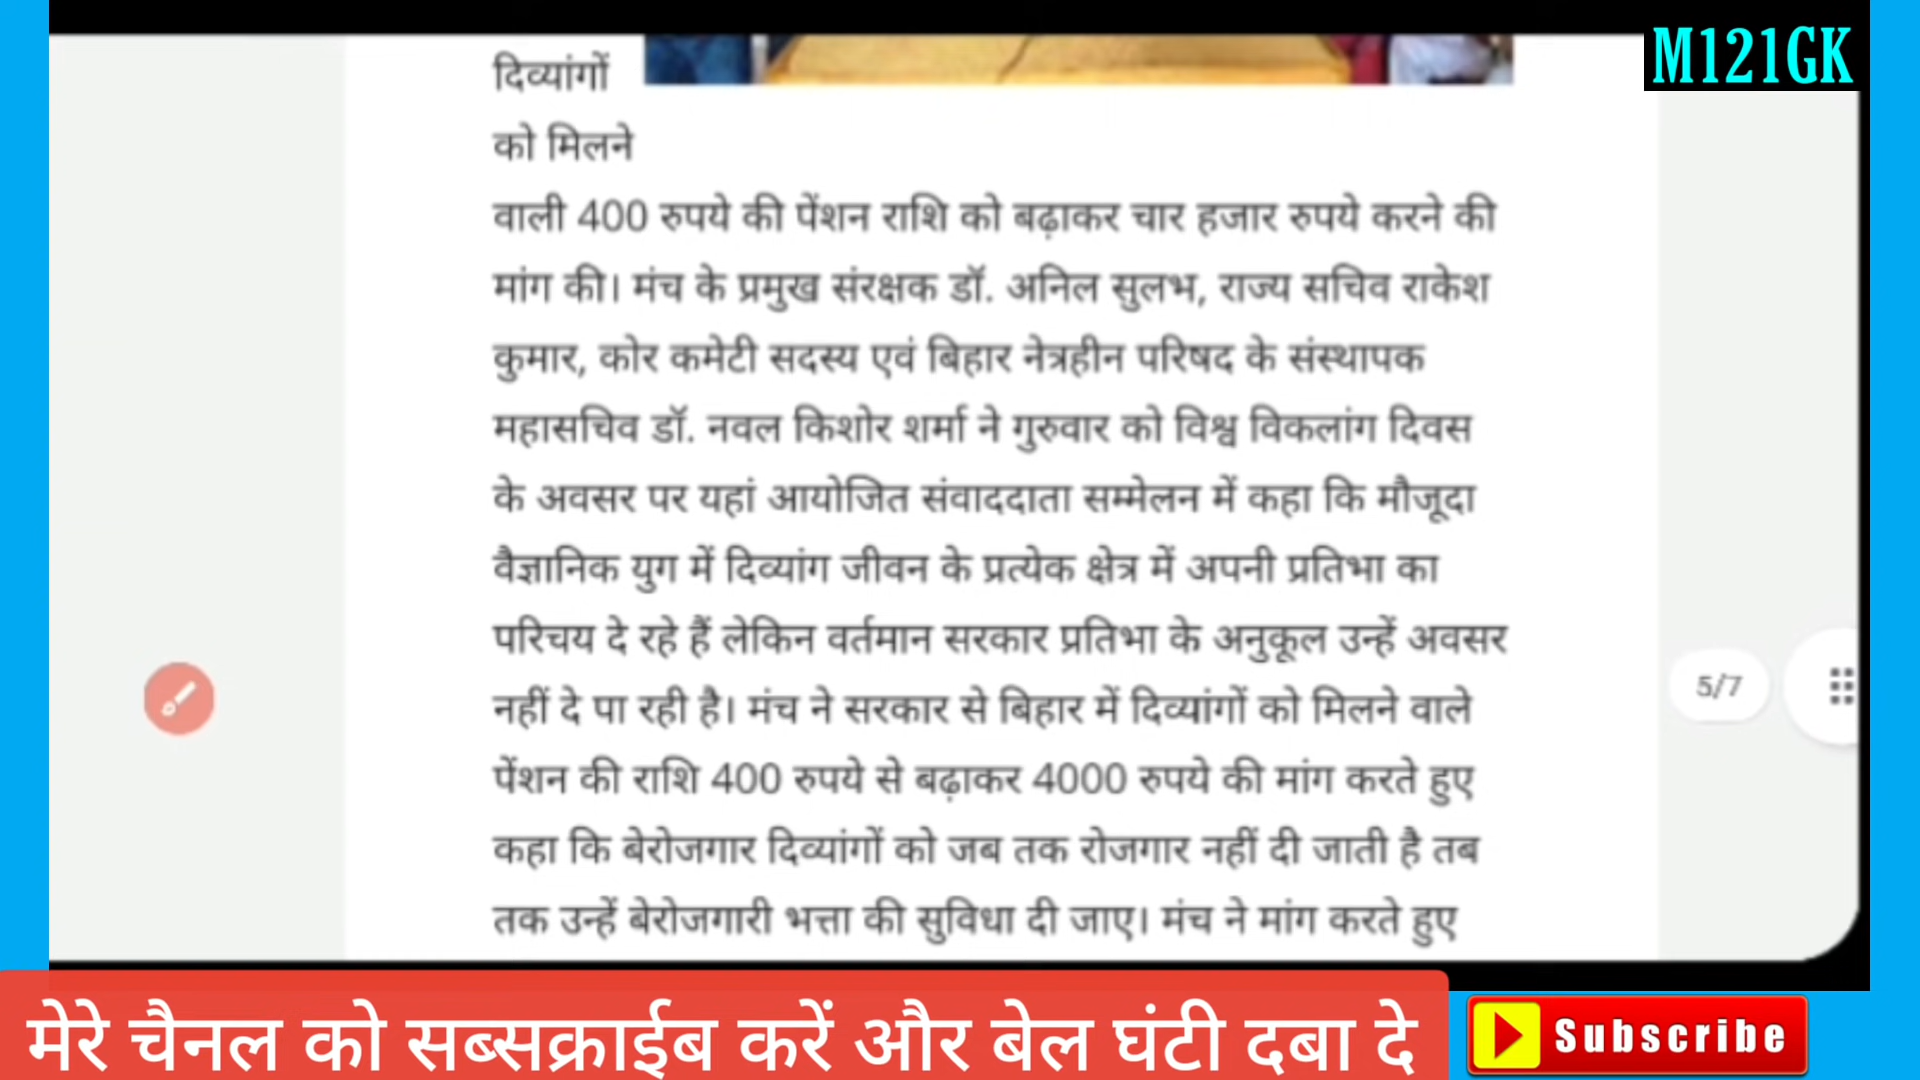 M121GK
दिव्यांगों
को मिलने
वाली 400 रुपये की पेंशन राशि को बढ़ाकर चार हजार रुपये करने की
मांग की। मंच के प्रमुख संरक्षक डॉ. अनिल सुलभ, राज्य सचिव राकेश
कुमार, कोर कमेटी सदस्य एवं बिहार नेत्रहीन परिषद के संस्थापक
महासचिव डॉ. नवल किशोर शर्मा ने गुरुवार को विश्व विकलांग दिवस
के अवसर पर यहां आयोजित संवाददाता सम्मेलन में कहा कि मौजूदा
वैज्ञानिक युग में दिव्यांग जीवन के प्रत्येक क्षेत्र में अपनी प्रतिभा का
परिचय दे रहे हैं लेकिन वर्तमान सरकार प्रतिभा के अनुकूल उन्हें अवसर
नहीं दे पा रही है। मंच ने सरकार से बिहार में दिव्यांगों को मिलने वाले
पेंशन की राशि 400 रुपये से बढ़ाकर 4000 रुपये की मांग करते हुए
कहा कि बेरोजगार दिव्यांगों को जब तक रोजगार नहीं दी जाती है तब
तक उन्हें बेरोजगारी भत्ता की सुविधा दी जाए। मंच ने मांग करते हुए
5/7
मेरे चैनल को सब्सक्राईब करें और बेल घंटी दबा दे
Subscribe